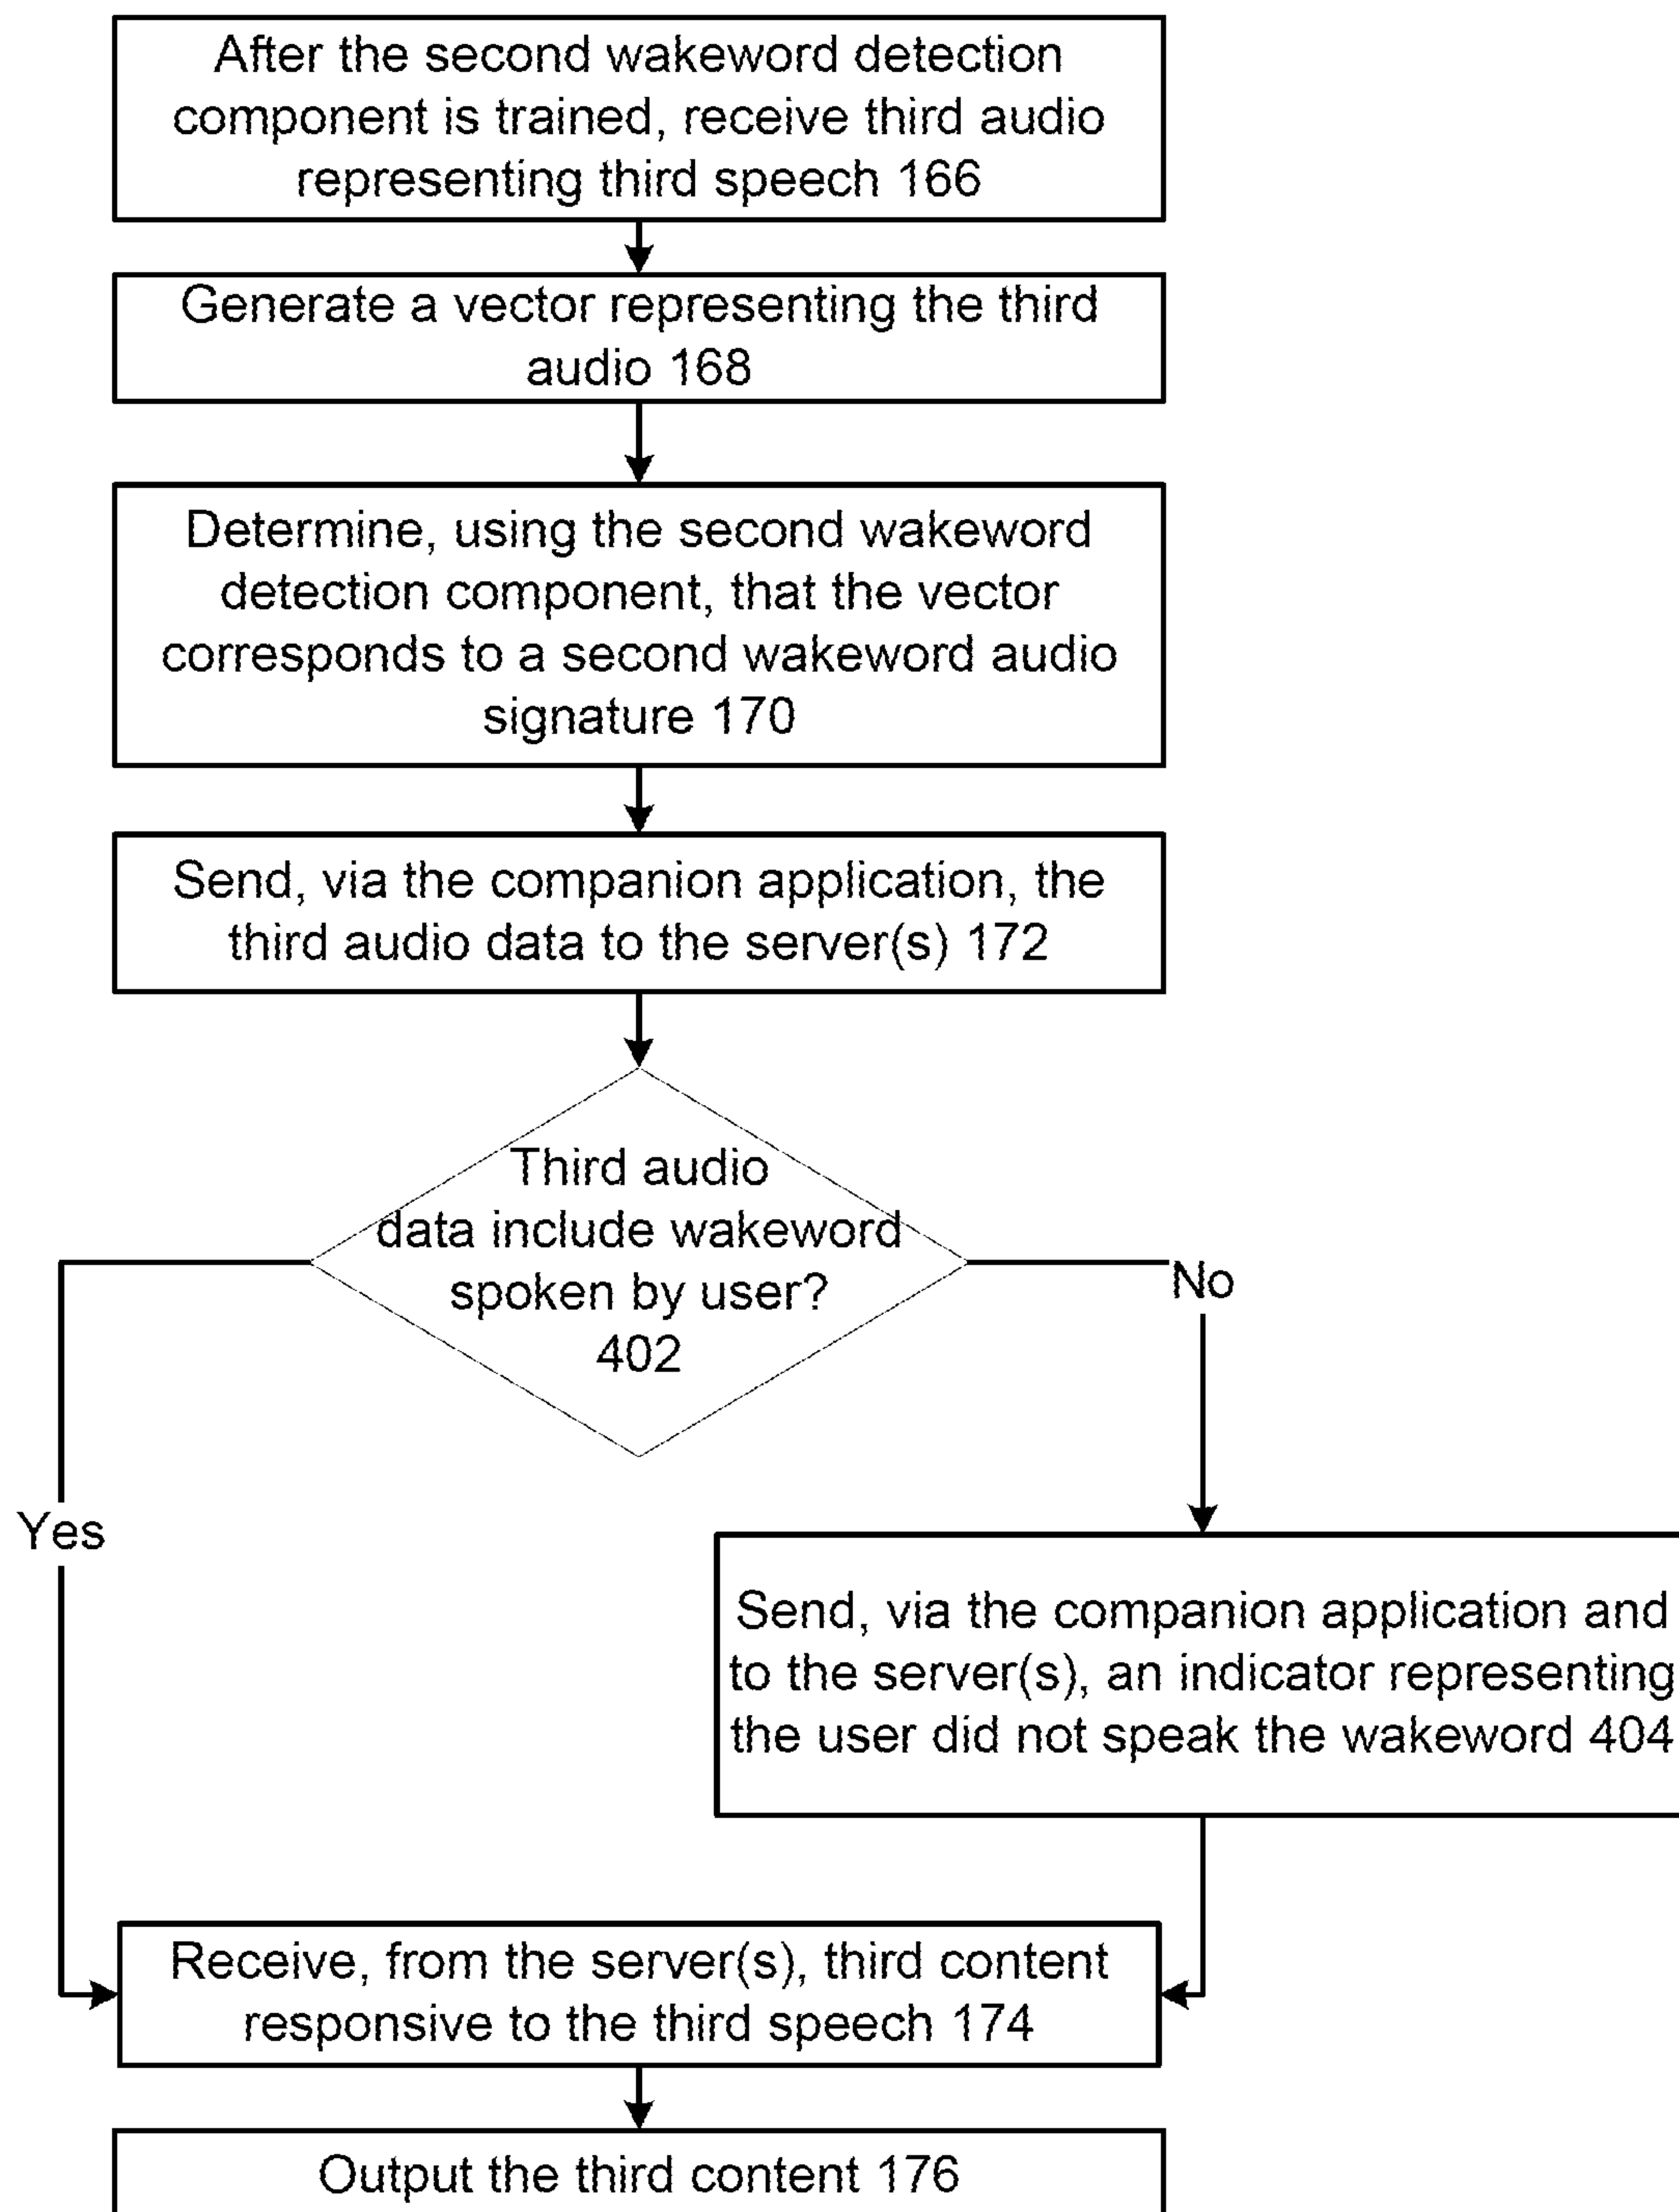 After the second wakeword detection
component is trained, receive third audio
representing third speech 166
Generate a vector representing the third
audio 168
Determine, using the second wakeword
detection component, that the vector
corresponds to a second wakeword audio
signature 170
Send, via the companion application, the
third audio data to the server(s) 172
Third audio
data include wakeword
spoken by user?
402
No
Yes
Send, via the companion application and
to the server(s), an indicator representing
the user did not speak the wakeword 404
Receive, from the server(s), third content
responsive to the third speech 174
Output the third content 176